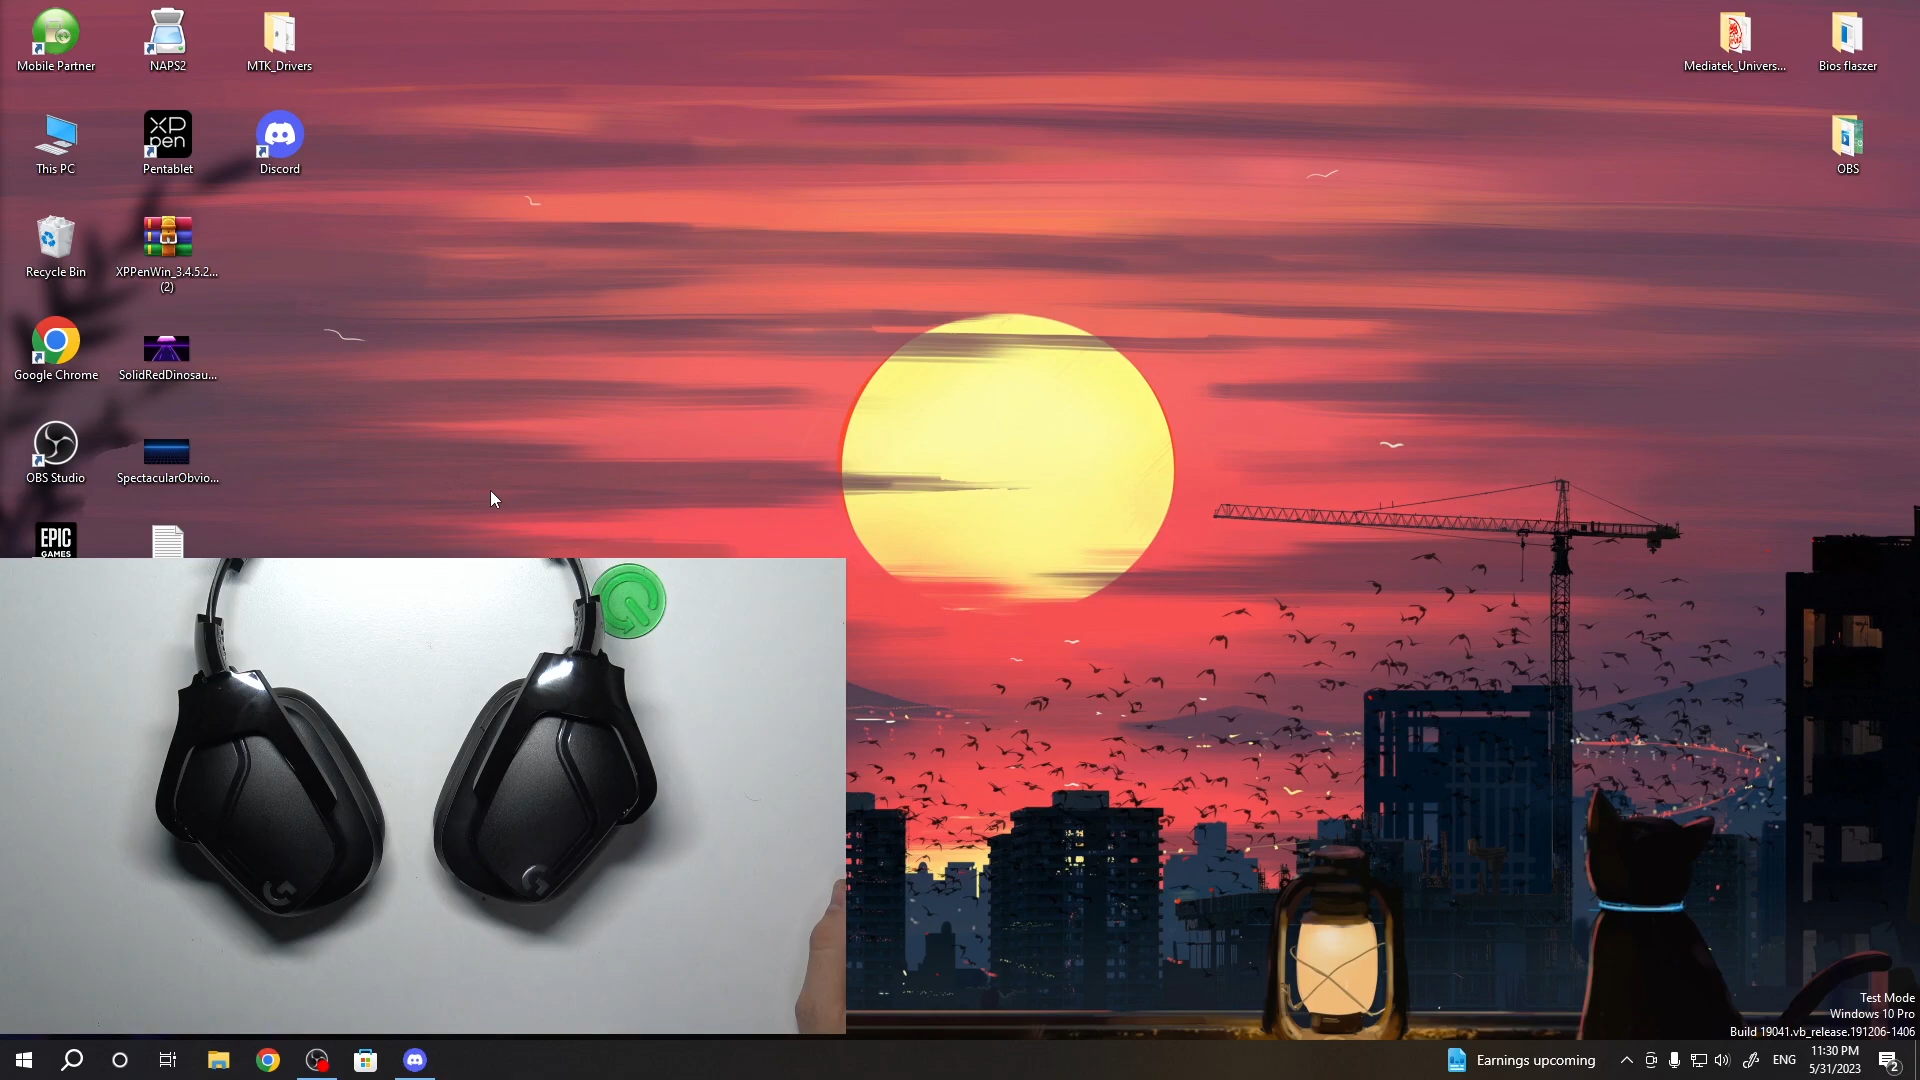 Mobile Partner
NAPS2
MTK_Drivers
Mediatek_Univers...
Bios flaszer
This PC
XP
pen
Pentablet
Discord
OBS
Recycle Bin
XPPenWin_3.4.5.2...
(2)
Google Chrome
SolidRedDinosau...
OBS Studio
SpectacularObvio...
EPIC
GAMES
Test Mode
Windows 10 Pro
Build 19041.vb_release.191206-1406
Earnings upcoming
ENG
11:30 PM
5/31/2023
2